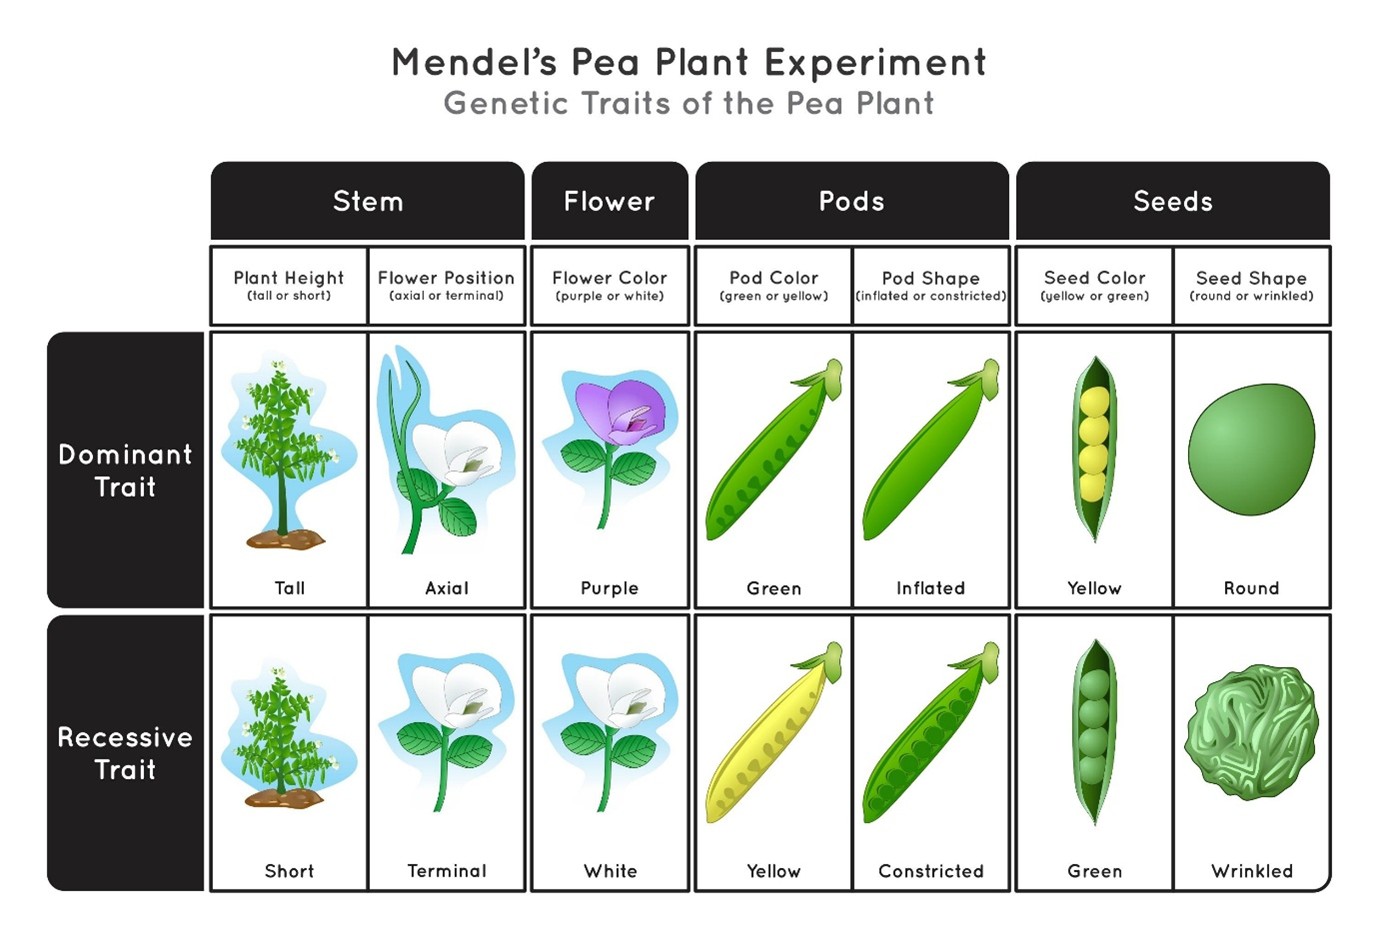 Mendel's Pea Plant Experiment
Genetic Traits of the Pea Plant
Stem
Flower
Pods
Seeds
Plant Height
(tall or short)
Flower Position
(axial or terminal)
Flower Color
(purple or white)
Pod Color
(green or yellow)
Pod Shape
(inflated or constricted)
Seed Color
(yellow or green)
Seed Shape
(round or wrinkled)
Dominant
Trait
Tall
Axial
Purple
Green
Inflated
Yellow
Round
Recessive
Trait
Short
Terminal
White
Yellow
Constricted
Green
Wrinkled